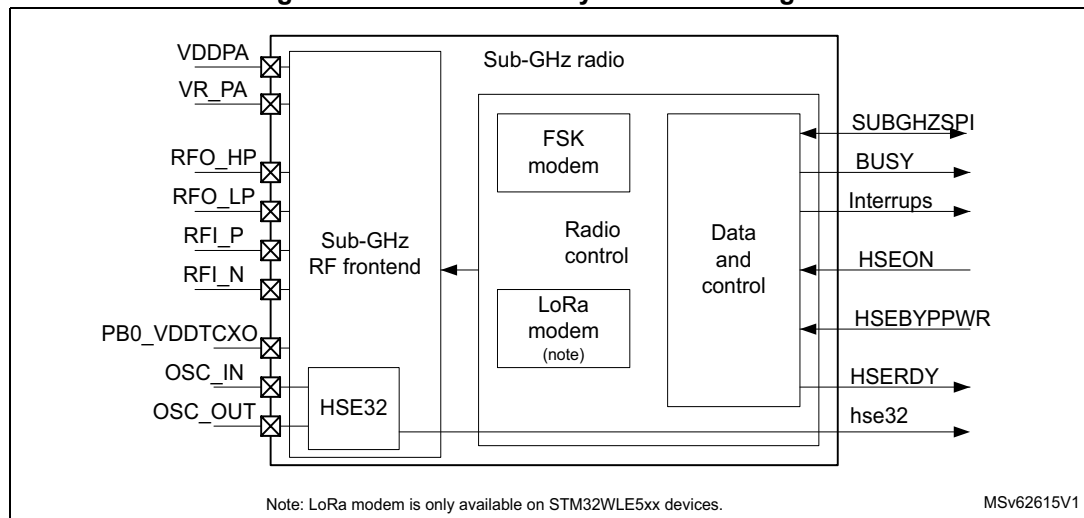 VDDPA
VR_PA
RFO_HP
RFO_LP
RFI_P
RFI_N
PB0_VDDTCXO
OSC_IN
OSC_OUT
Sub-GHz
RF frontend
HSE32
Sub-GHz radio
FSK
modem
Radio
control
LoRa
modem
(note)
Data
and
control
SUBGHZSPI
BUSY
Interrups
HSEON
HSEBYPPWR
HSERDY
hse32
Note: LoRa modem is only available on STM32WLE5xx devices.
MSv62615V1